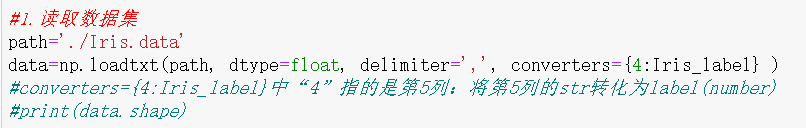 #1.读取数据集
path='./Iris.data'
data=np.loadtxt(path, dtype=float, delimiter=',', converters={4:Iris_label} )
#converters={4:Iris_label}中“4”指的是第5列：将第5列的str转化为label(number)
#print(data.shape)